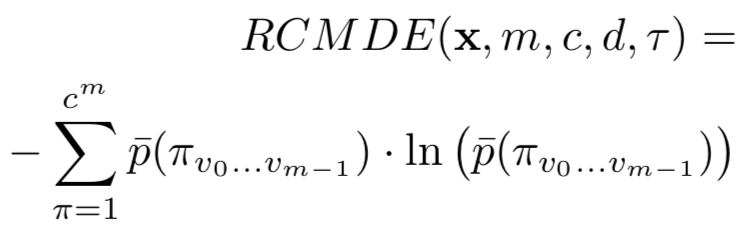 RCMDE(𝐱, m, c, d, τ) =
− ∑_{π=1}^{c^m} p̄(π_{v_0…v_{m−1}}) · ln (p̄(π_{v_0…v_{m−1}}))